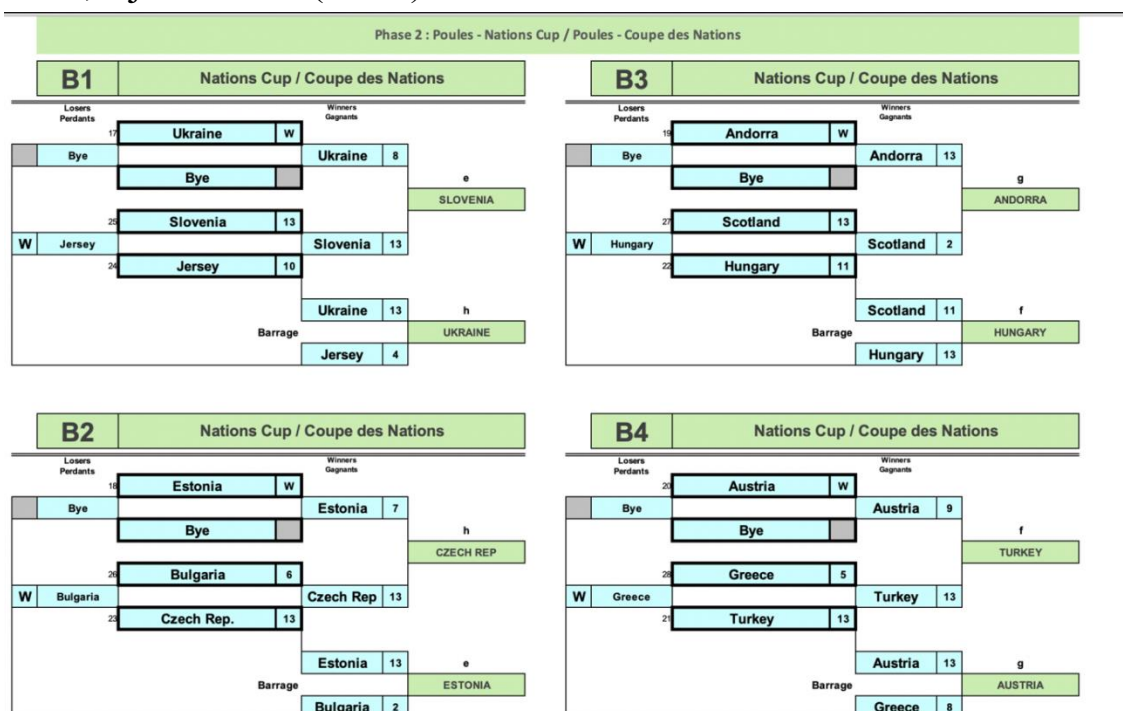 Phase 2 : Poules - Nations Cup / Poules - Coupe des Nations
B1 Nations Cup / Coupe des Nations
Losers
Perdants
Winners
Gagnants
17 Ukraine W
Bye
Ukraine 8
Bye
e
SLOVENIA
25 Slovenia 13
W Jersey
Slovenia 13
24 Jersey 10
Ukraine 13
h
Barrage
UKRAINE
Jersey 4
B3 Nations Cup / Coupe des Nations
Losers
Perdants
Winners
Gagnants
19 Andorra W
Bye
Andorra 13
Bye
g
ANDORRA
27 Scotland 13
W Hungary
Scotland 2
22 Hungary 11
Scotland 11
f
Barrage
HUNGARY
Hungary 13
B2 Nations Cup / Coupe des Nations
Losers
Perdants
Winners
Gagnants
18 Estonia W
Bye
Estonia 7
Bye
h
CZECH REP
26 Bulgaria 6
W Bulgaria
Czech Rep 13
23 Czech Rep. 13
Estonia 13
e
Barrage
ESTONIA
Bulgaria 2
B4 Nations Cup / Coupe des Nations
Losers
Perdants
Winners
Gagnants
20 Austria W
Bye
Austria 9
Bye
f
TURKEY
28 Greece 5
W Greece
Turkey 13
21 Turkey 13
Austria 13
g
Barrage
AUSTRIA
Greece 8